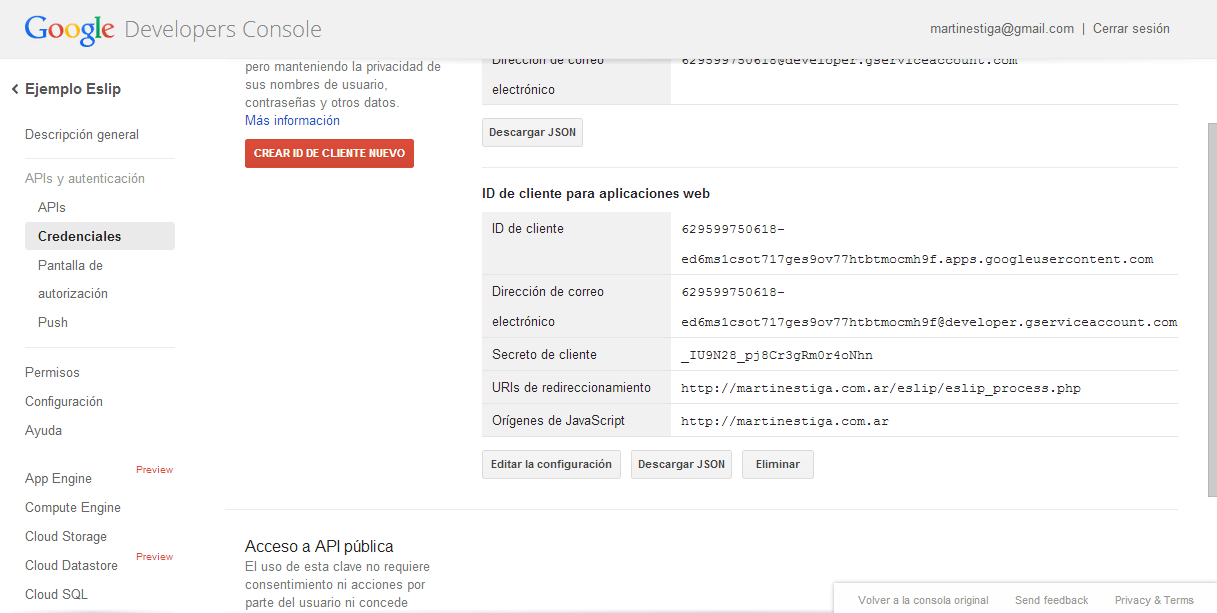 Google Developers Console
martinestiga@gmail.com | Cerrar sesión
Ejemplo Eslip
Descripción general
APIs y autenticación
APIs
Credenciales
Pantalla de
autorización
Push
Permisos
Configuración
Ayuda
App Engine Preview
Compute Engine
Cloud Storage
Cloud Datastore Preview
Cloud SQL
pero manteniendo la privacidad de
sus nombres de usuario,
contraseñas y otros datos.
Más información
CREAR ID DE CLIENTE NUEVO
Dirección de correo 629599750618@developer.gserviceaccount.com
electrónico
Descargar JSON
ID de cliente para aplicaciones web
ID de cliente 629599750618-
ed6ms1csot717ges9ov77htbtmocmh9f.apps.googleusercontent.com
Dirección de correo 629599750618-
electrónico ed6ms1csot717ges9ov77htbtmocmh9f@developer.gserviceaccount.com
Secreto de cliente _IU9N28_pj8Cr3gRm0r4oNhn
URIs de redireccionamiento http://martinestiga.com.ar/eslip/eslip_process.php
Orígenes de JavaScript http://martinestiga.com.ar
Editar la configuración Descargar JSON Eliminar
Acceso a API pública
El uso de esta clave no requiere
consentimiento ni acciones por
parte del usuario ni concede
Volver a la consola original Send feedback Privacy & Terms